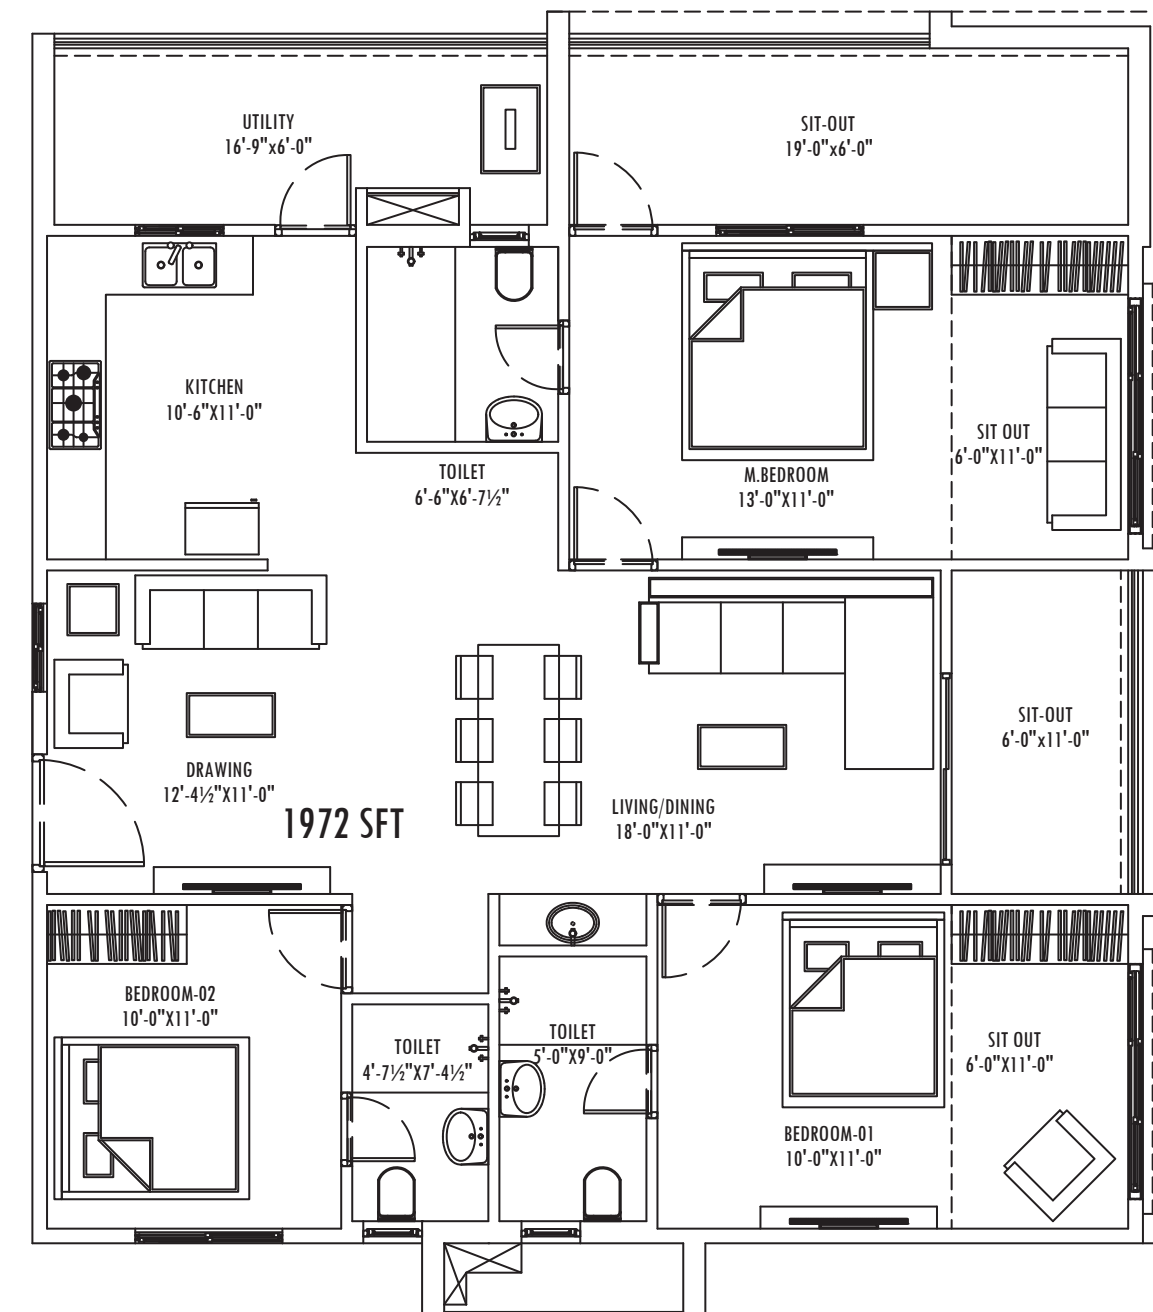 UTILITY
16'-9"x6'-0"
SIT-OUT
19'-0"x6'-0"
KITCHEN
10'-6"X11'-0"
TOILET
6'-6"X6'-7½"
M.BEDROOM
13'-0"X11'-0"
SIT OUT
6'-0"X11'-0"
DRAWING
12'-4½"X11'-0"
1972 SFT
LIVING/DINING
18'-0"X11'-0"
SIT-OUT
6'-0"x11'-0"
BEDROOM-02
10'-0"X11'-0"
TOILET
4'-7½"X7'-4½"
TOILET
5'-0"X9'-0"
BEDROOM-01
10'-0"X11'-0"
SIT OUT
6'-0"X11'-0"